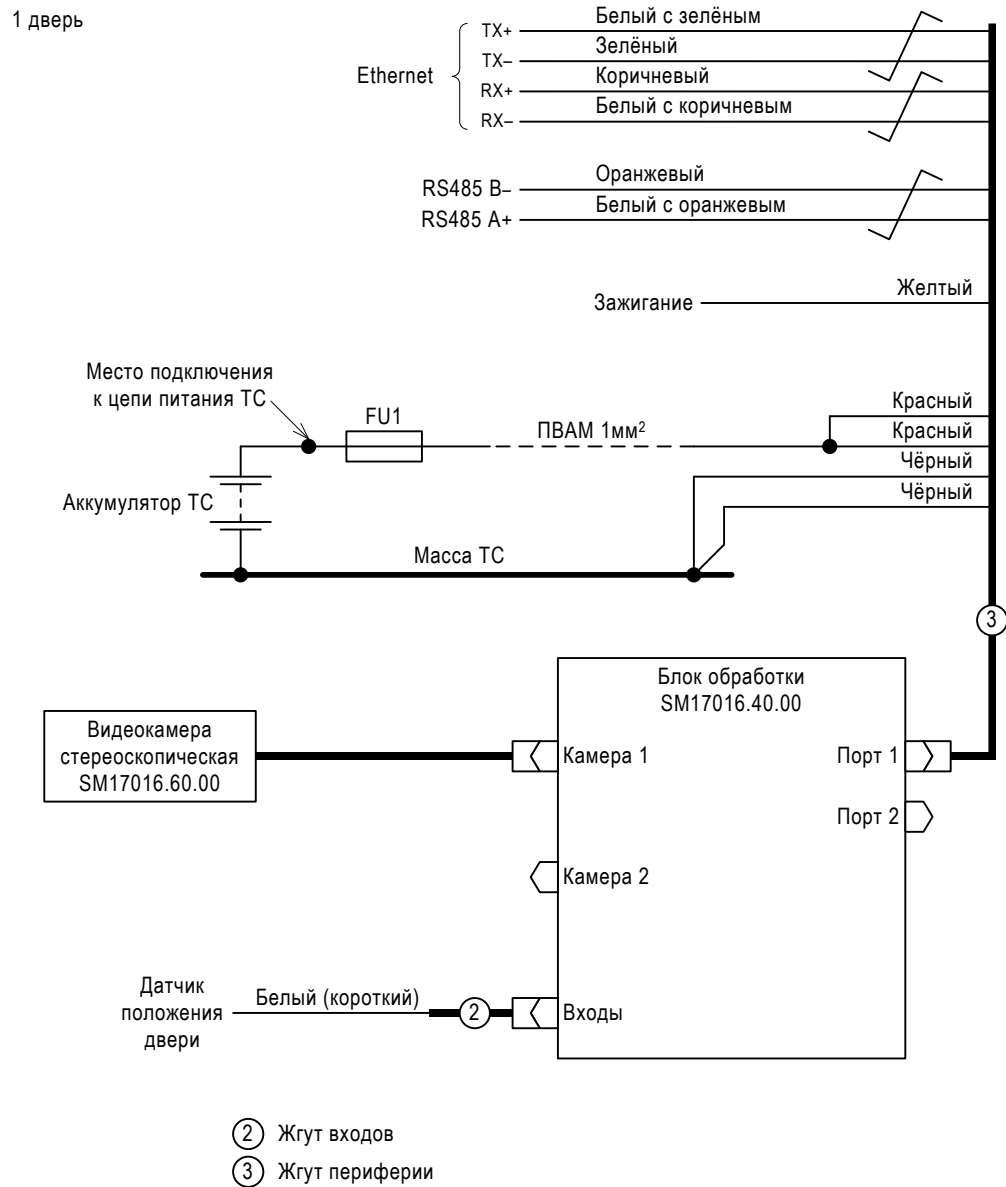 1 дверь
Ethernet
TX+
Белый с зелёным
TX–
Зелёный
RX+
Коричневый
RX–
Белый с коричневым
RS485 B–
Оранжевый
RS485 A+
Белый с оранжевым
Зажигание
Желтый
Место подключения
к цепи питания ТС
FU1
ПВАМ 1мм²
Красный
Красный
Чёрный
Чёрный
Аккумулятор ТС
Масса ТС
3
Блок обработки
SM17016.40.00
Видеокамера
стереоскопическая
SM17016.60.00
Камера 1
Порт 1
Порт 2
Камера 2
Датчик
положения
двери
Белый (короткий)
2
Входы
2 Жгут входов
3 Жгут периферии